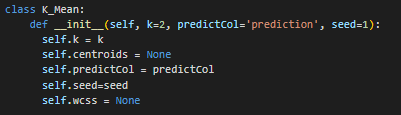 class K_Mean:
    def __init__(self, k=2, predictCol='prediction', seed=1):
      self.k = k
      self.centroids = None
      self.predictCol = predictCol
      self.seed=seed
      self.wcss = None